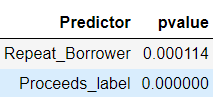 Predictor pvalue
Repeat_Borrower 0.000114
Proceeds_label 0.000000